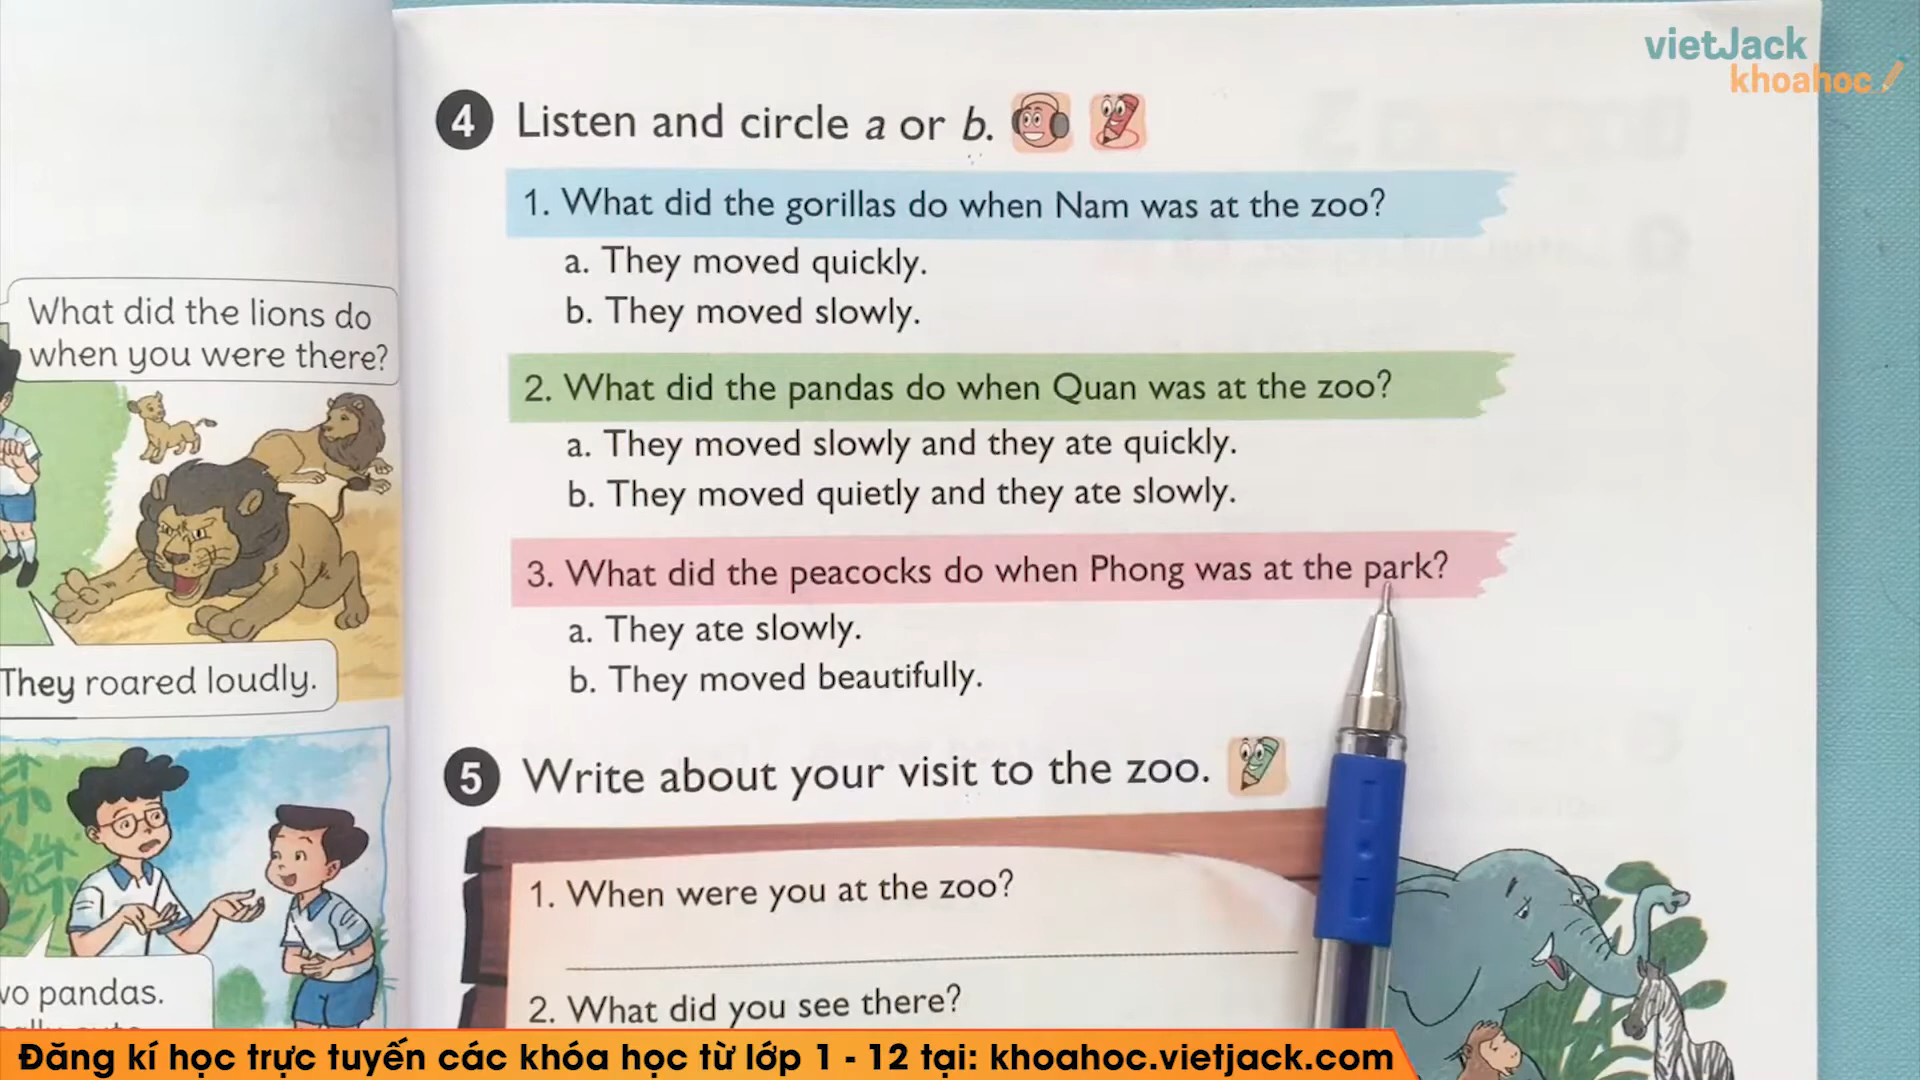 vietJack
khoahoc
4 Listen and circle a or b.
1. What did the gorillas do when Nam was at the zoo?
a. They moved quickly.
b. They moved slowly.
2. What did the pandas do when Quan was at the zoo?
a. They moved slowly and they ate quickly.
b. They moved quietly and they ate slowly.
3. What did the peacocks do when Phong was at the park?
a. They ate slowly.
b. They moved beautifully.
5 Write about your visit to the zoo.
1. When were you at the zoo?
2. What did you see there?
What did the lions do
when you were there?
They roared loudly.
pandas.
Đăng kí học trực tuyến các khóa học từ lớp 1 - 12 tại: khoahoc.vietjack.com